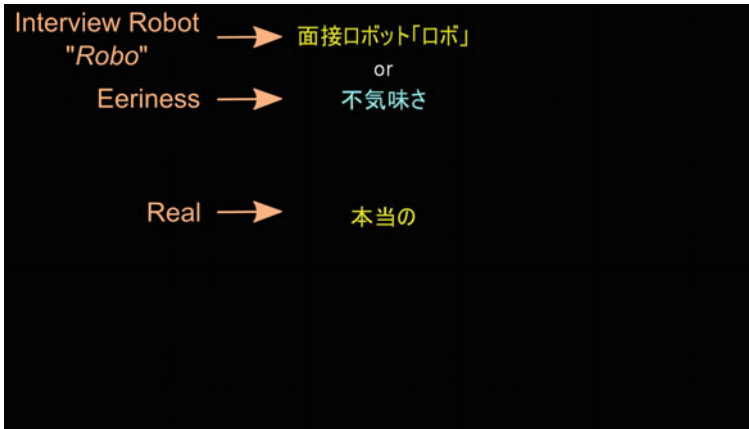 Interview Robot
"Robo"
面接ロボット「ロボ」
or
Eeriness
不気味さ
Real
本当の